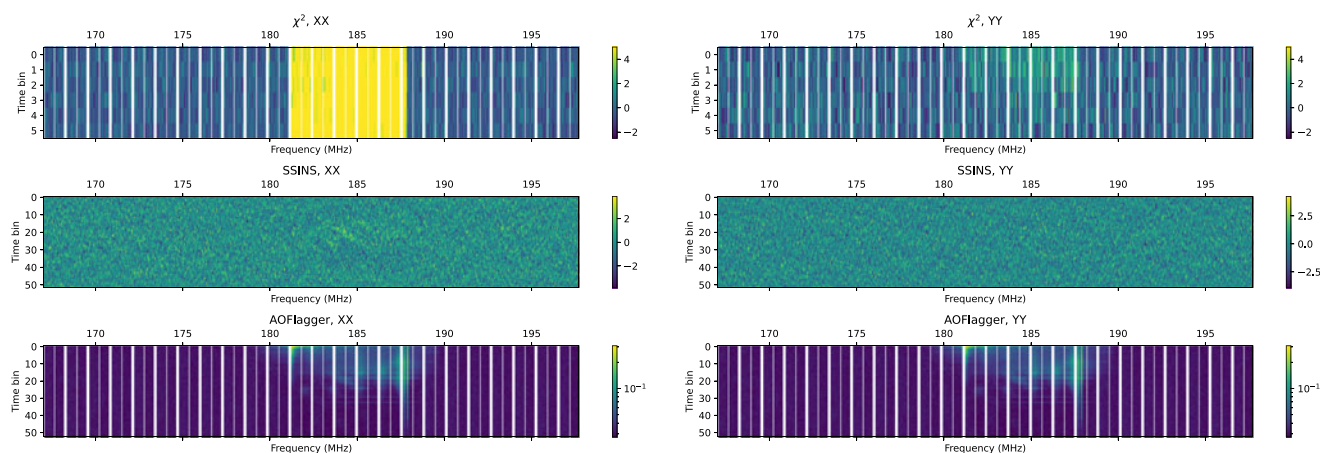 χ², XX
170 175 180 185 190 195
Time bin
0
1
2
3
4
5
4
2
0
−2
Frequency (MHz)
χ², YY
170 175 180 185 190 195
Time bin
0
1
2
3
4
5
4
2
0
−2
Frequency (MHz)
SSINS, XX
170 175 180 185 190 195
Time bin
0
10
20
30
40
50
2
0
−2
Frequency (MHz)
SSINS, YY
170 175 180 185 190 195
Time bin
0
10
20
30
40
50
2.5
0.0
−2.5
Frequency (MHz)
AOFlagger, XX
170 175 180 185 190 195
Time bin
0
10
20
30
40
50
10⁻¹
Frequency (MHz)
AOFlagger, YY
170 175 180 185 190 195
Time bin
0
10
20
30
40
50
10⁻¹
Frequency (MHz)